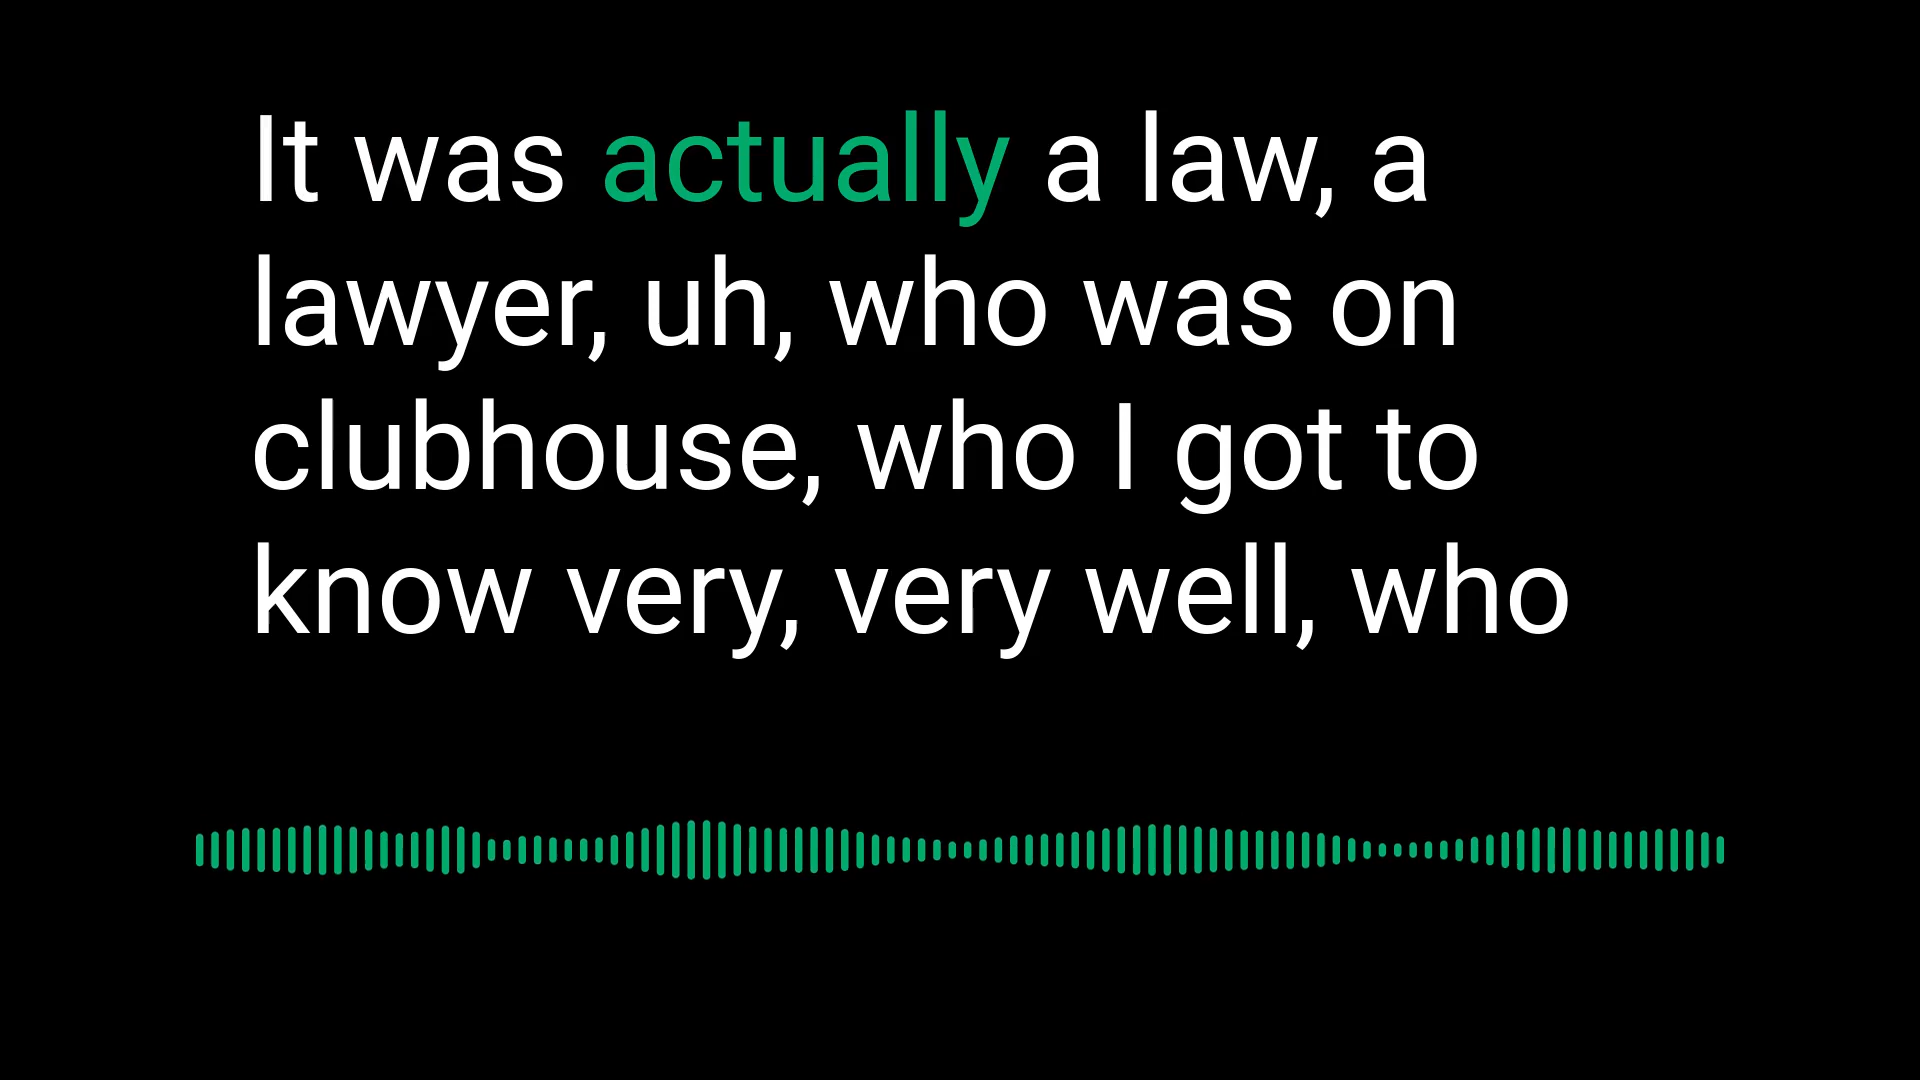 It was actually a law, a
lawyer, uh, who was on
clubhouse, who I got to
know very, very well, who